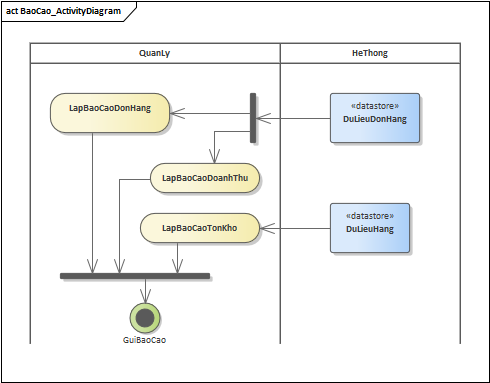 act BaoCao_ActivityDiagram
QuanLy
HeThong
LapBaoCaoDonHang
«datastore»
DuLieuDonHang
LapBaoCaoDoanhThu
LapBaoCaoTonKho
«datastore»
DuLieuHang
GuiBaoCao